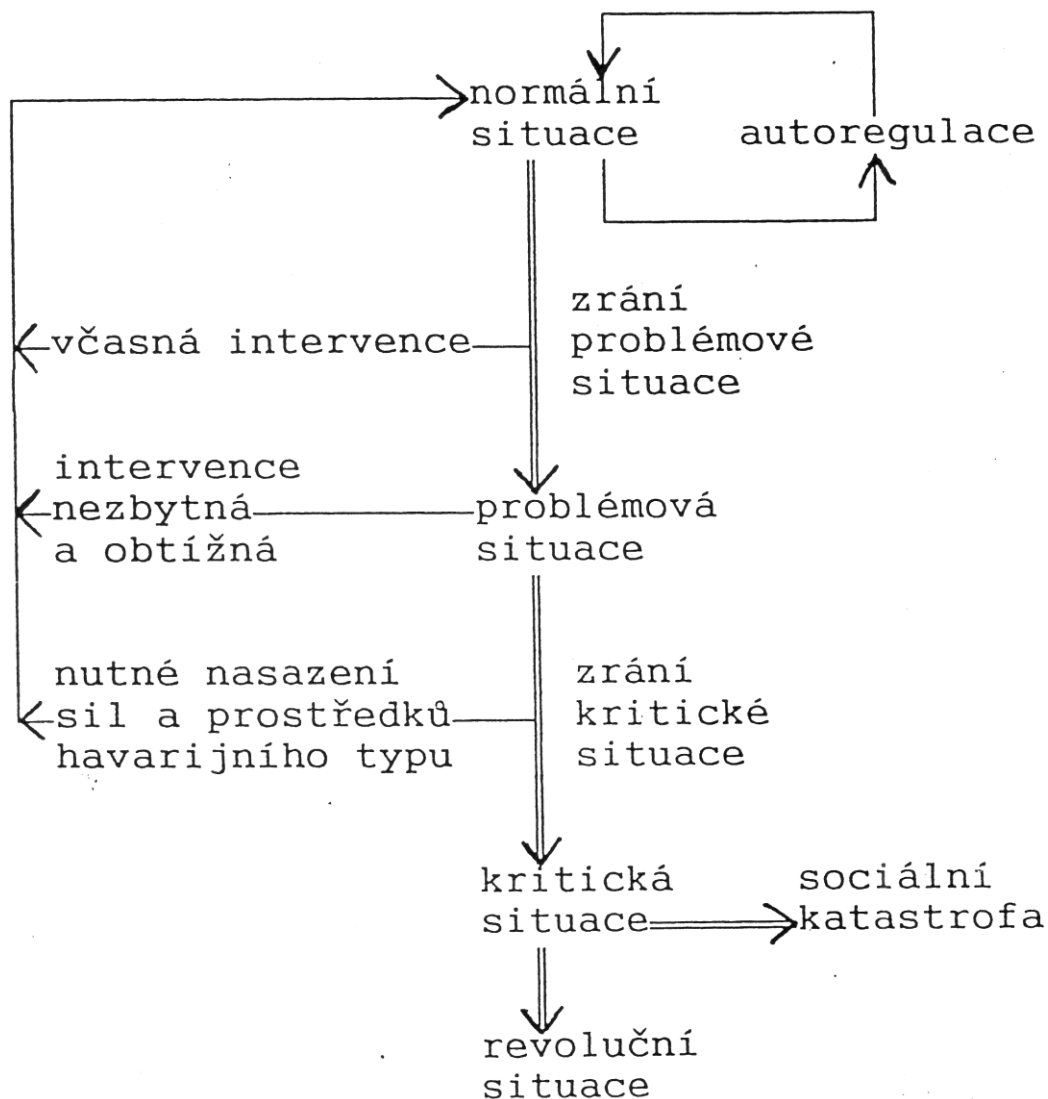 normální
situace
autoregulace
zrání
problémové
situace
včasná intervence
intervence
nezbytná
a obtížná
problémová
situace
nutné nasazení
sil a prostředků
havarijního typu
zrání
kritické
situace
kritická
situace
sociální
katastrofa
revoluční
situace